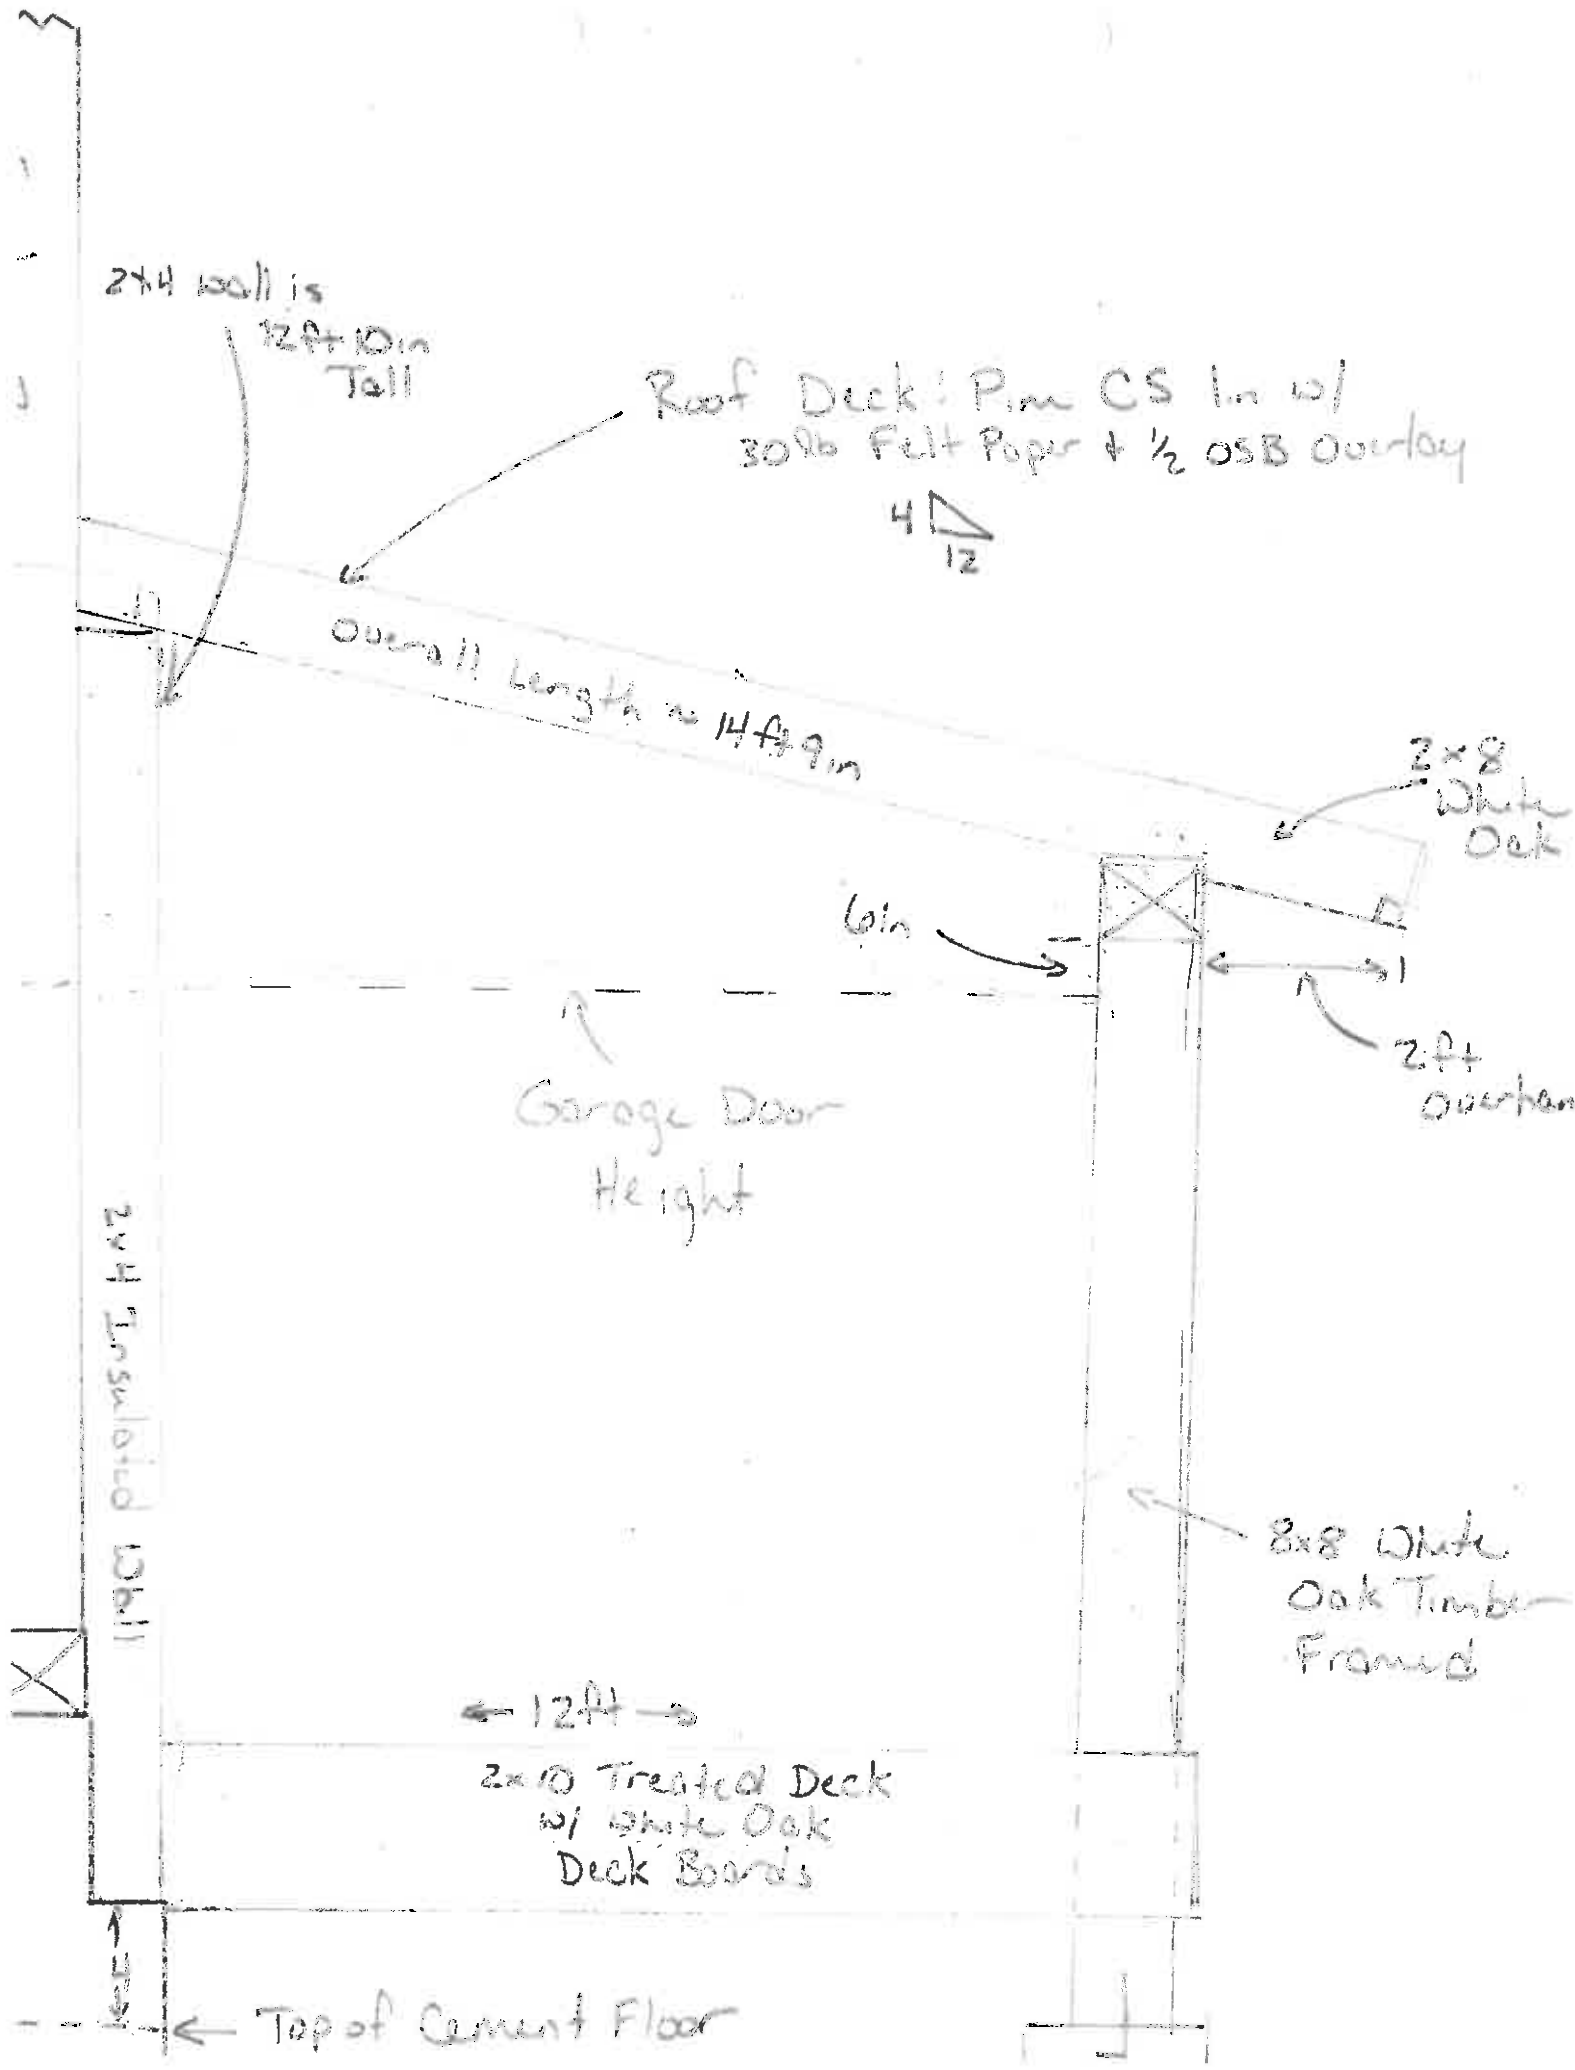 2x4 wall is
12ft 10in
Tall
Roof Deck: Pine CS 1in w/
30lb Felt Paper + 1/2 OSB Overlay
4
12
Overall Length ~ 14ft 9in
2x8
White
Oak
6in
2ft
Overhan
Garage Door
Height
2x4 Insulated Wall
8x8 White
Oak Timber
Framed
← 12ft →
2x10 Treated Deck
w/ White Oak
Deck Boards
Top of Cement Floor